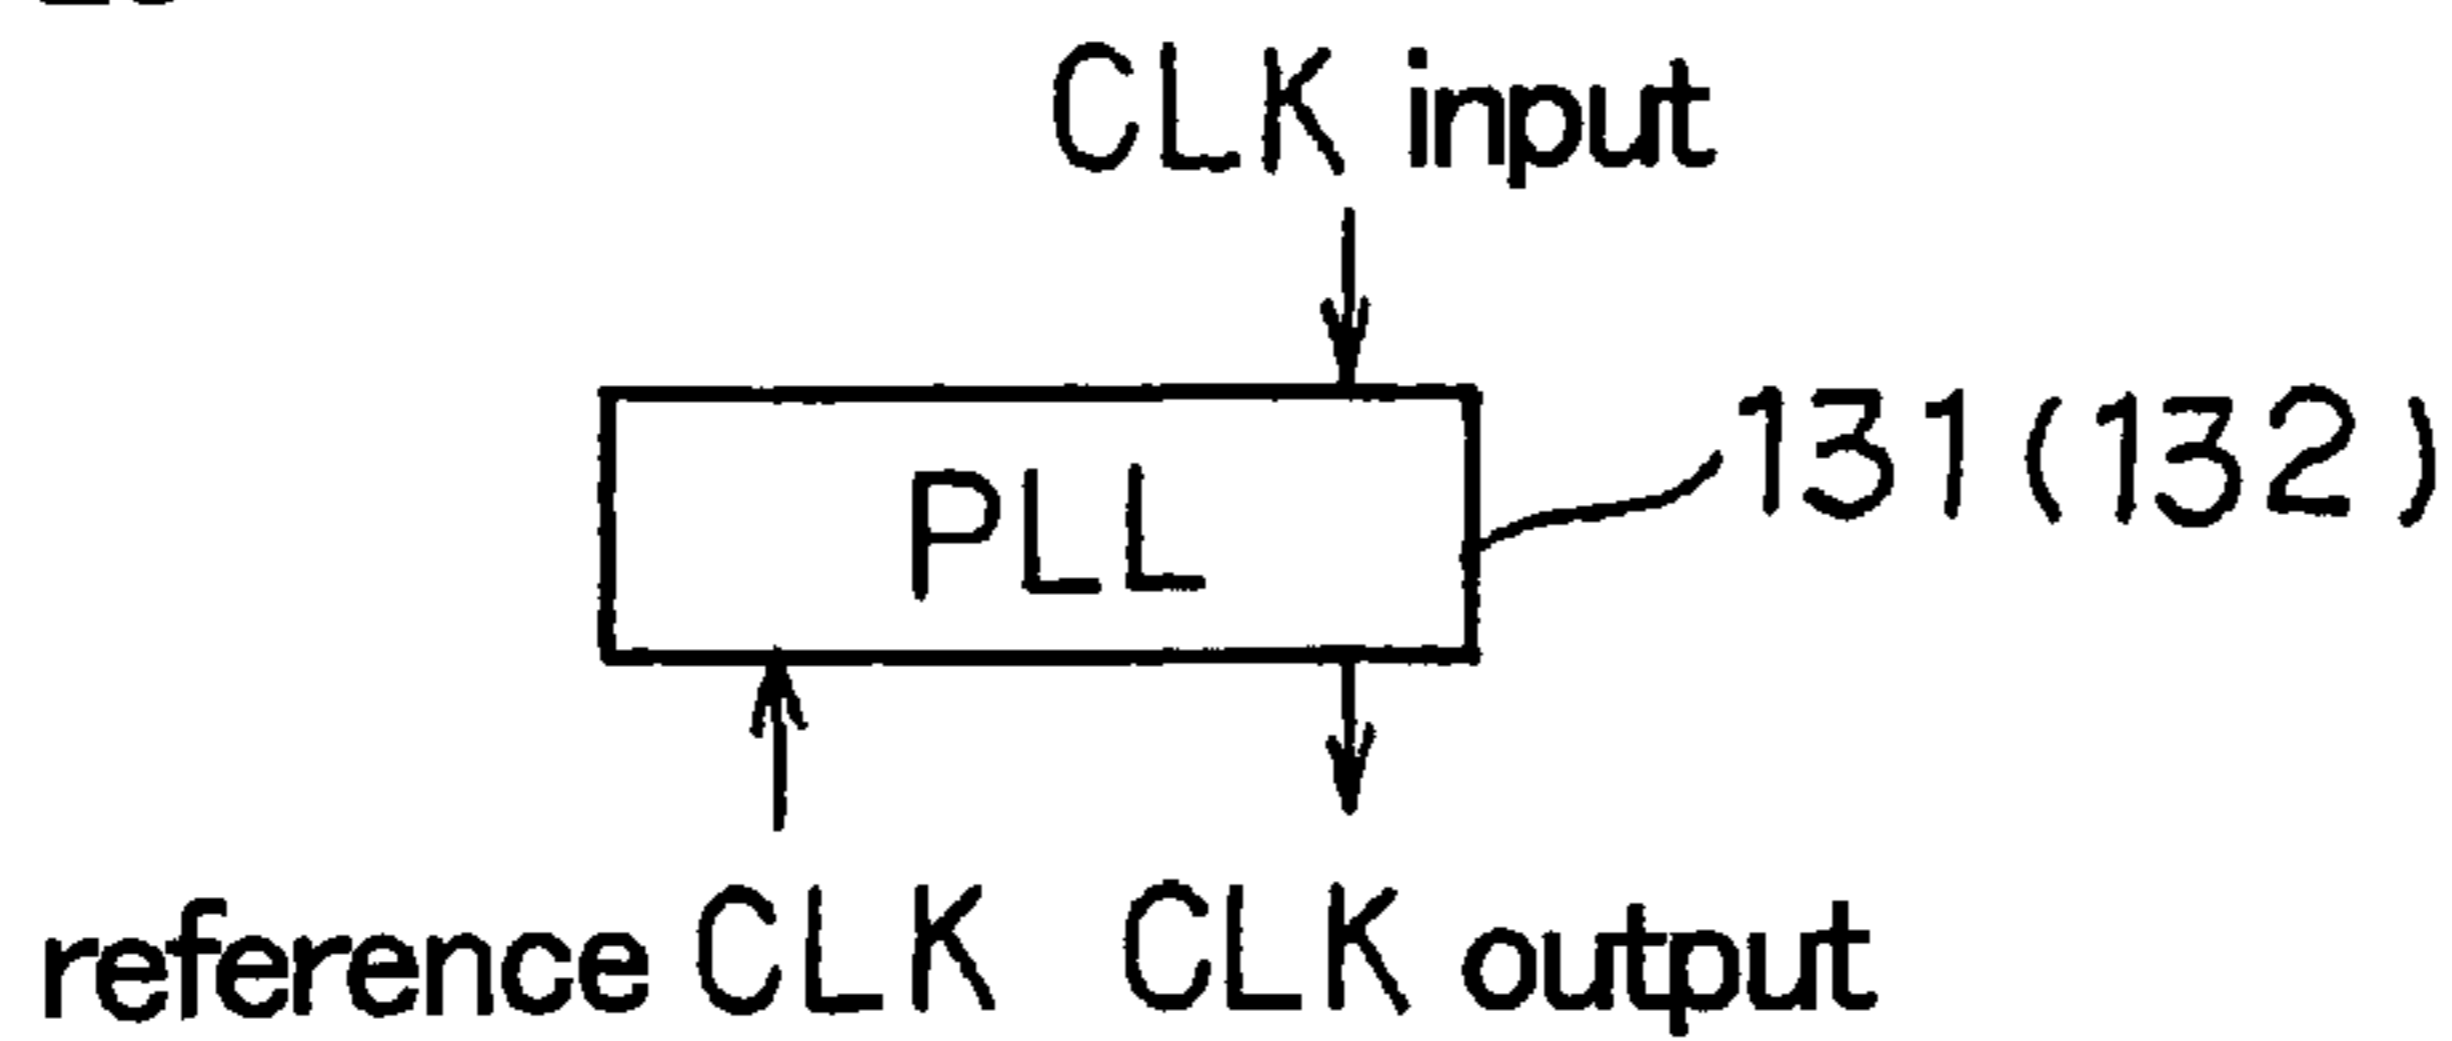 CLK input
131(132)
PLL
reference CLK CLK output